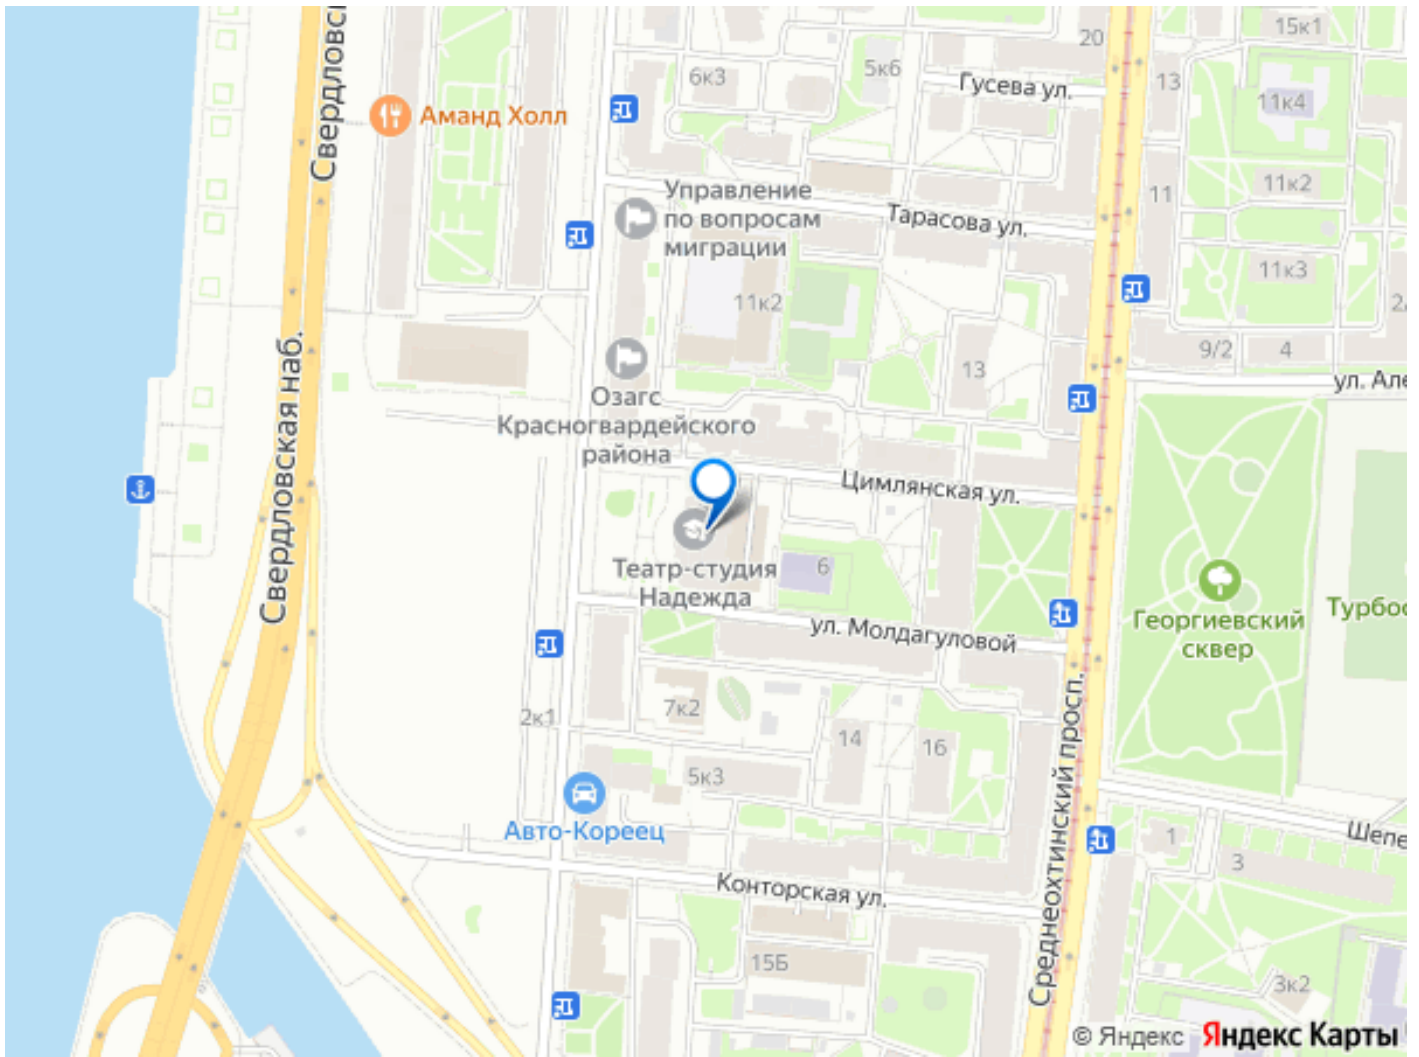 Свердловск
15к1
20
5к6
6к3
Гусева ул.
13
11к4
Аманд Холл
Управление
по вопросам
миграции
11к2
11
Тарасова ул.
11к3
11к2
Свердловская наб.
9/2
4
13
ул. Але
Озагс
Красногвардейского
района
Цимлянская ул.
Театр-студия
Надежда
6
Георгиевский
сквер
Турбос
ул. Молдагуловой
2к1
7к2
14
16
Среднеохтинский просп.
5к3
Авто-Кореец
1
Шепе
3
Конторская ул.
15Б
3к2
© Яндекс
Яндекс Карты